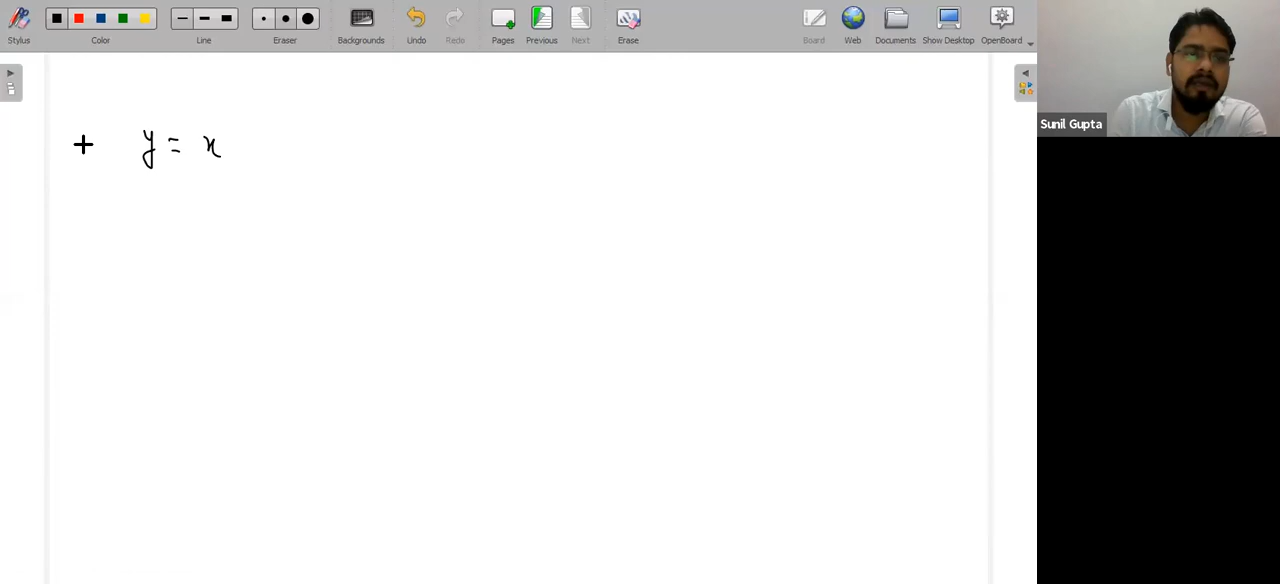 Stylus Color Line Eraser Backgrounds Undo Redo Pages Previous Next Erase Board Web Documents Show Desktop OpenBoard
Sunil Gupta
y = x